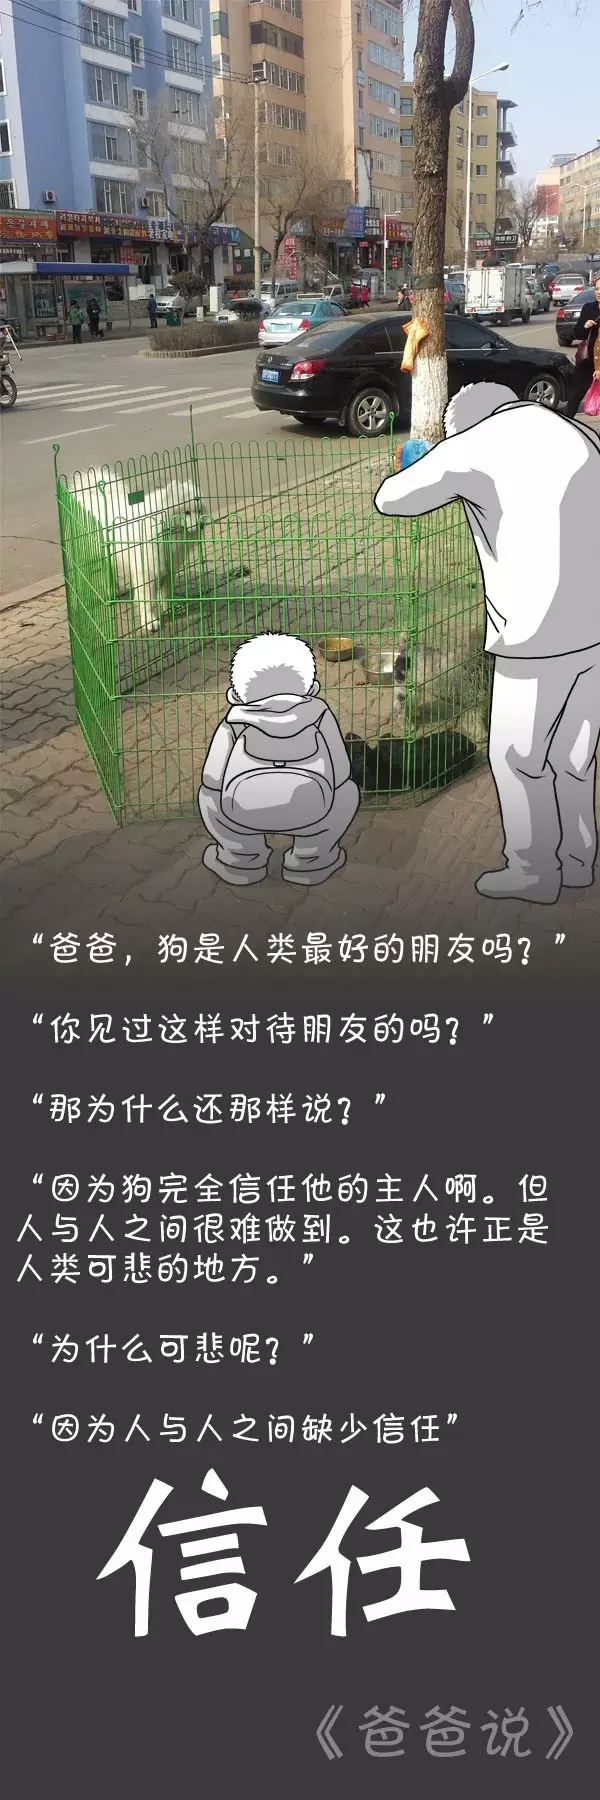 “爸爸，狗是人类最好的朋友吗？”
“你见过这样对待朋友的吗？”
“那为什么还那样说？”
“因为狗完全信任他的主人啊。但
人与人之间很难做到。这也许正是
人类可悲的地方。”
“为什么可悲呢？”
“因为人与人之间缺少信任”
信任
《爸爸说》